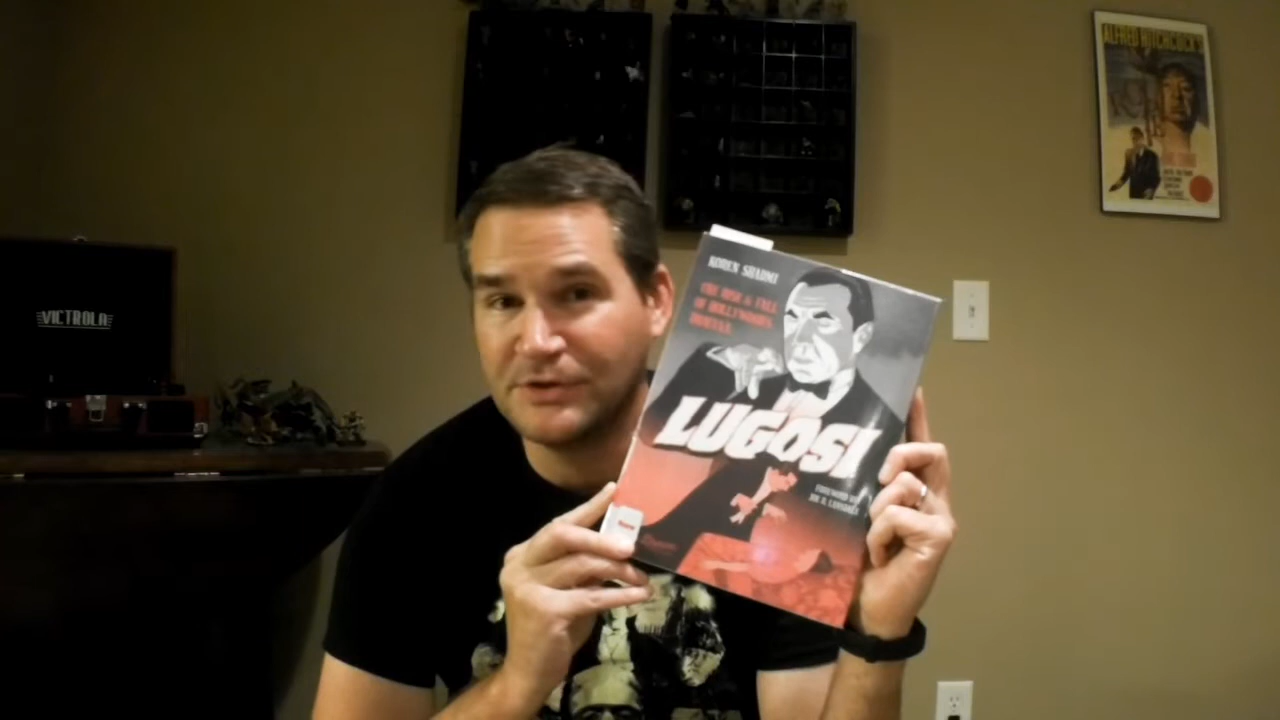 ALFRED HITCHCOCK'S
VICTROLA
KOREN SHADMI
THE RISE & FALL
OF HOLLYWOOD'S
DRACULA
LUGOSI
FOREWORD BY
JOE R. LANSDALE